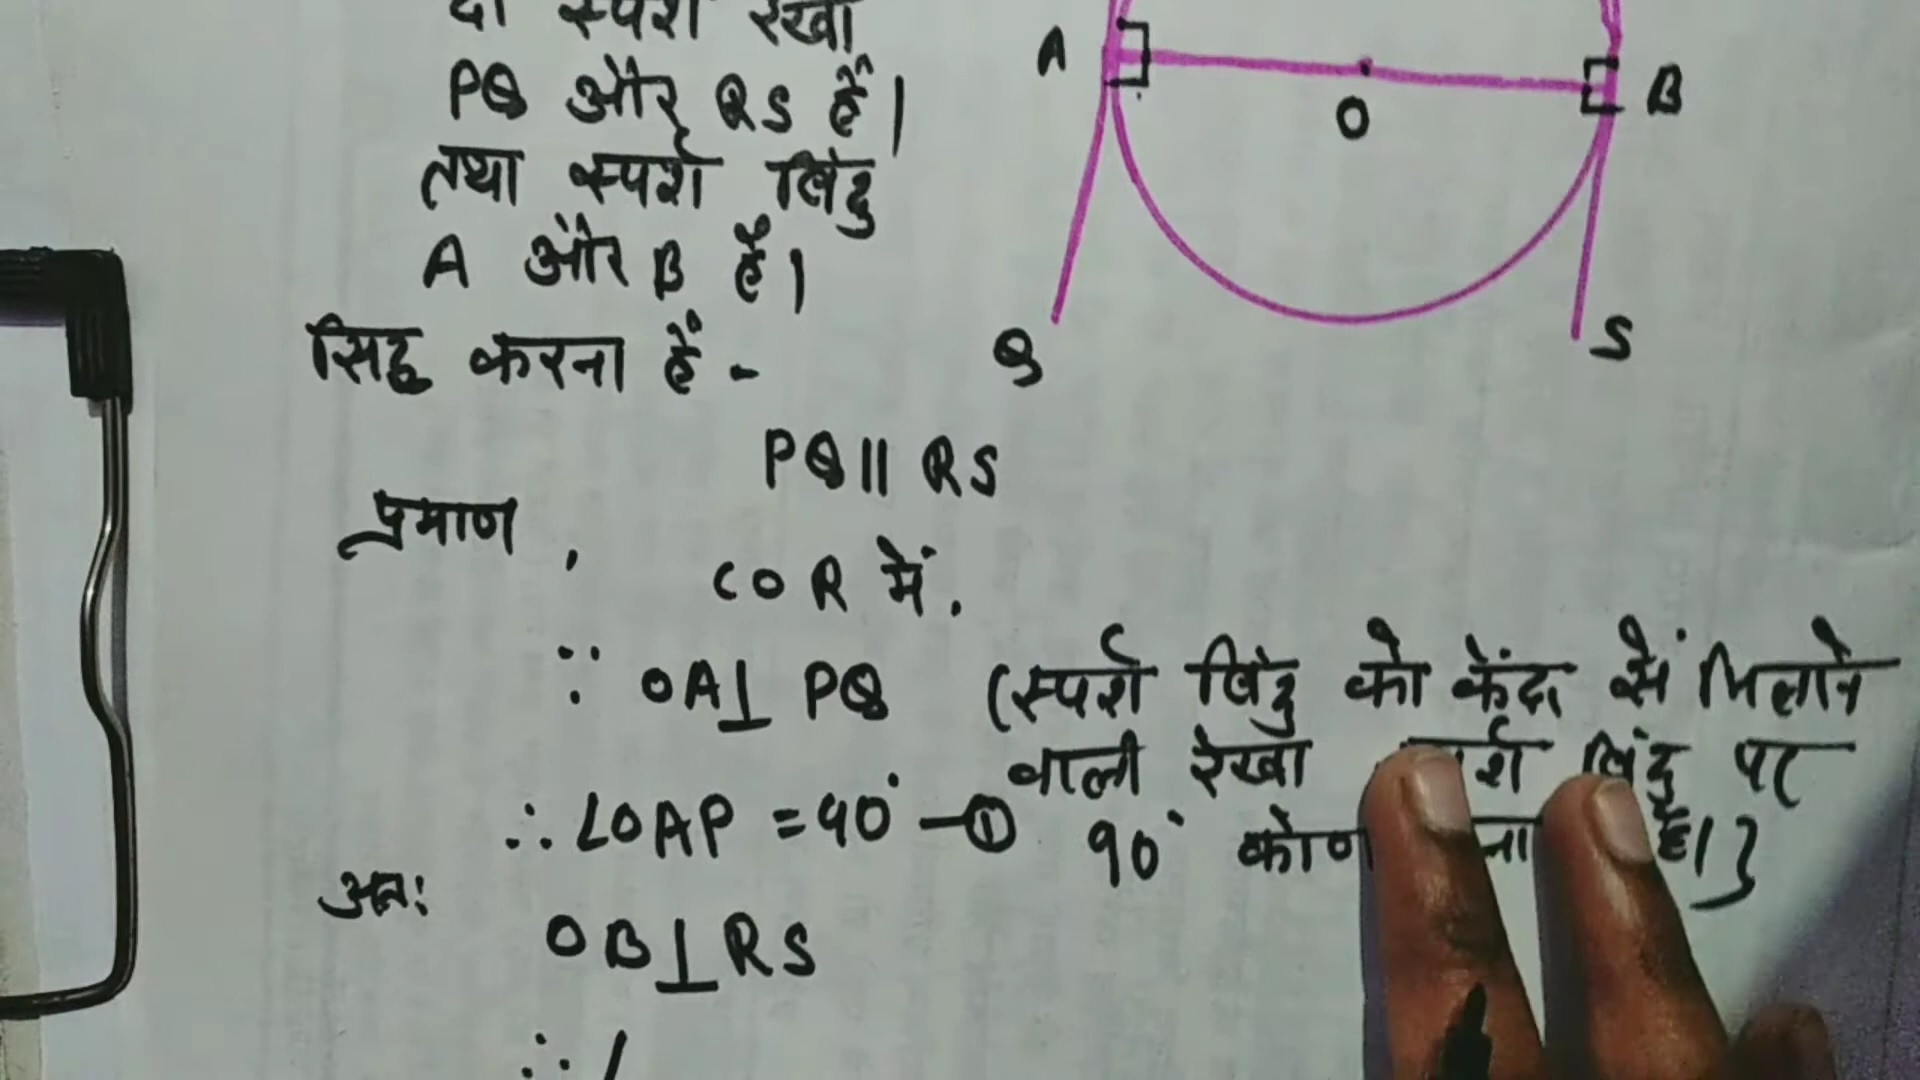 दो स्पर्श रेखा
PQ और RS हैं।
तथा स्पर्श बिंदु
A और B हैं।
A
O
B
Q
S
सिद्ध करना हैं -
PQ || RS
प्रमाण,
COR में.
∵ OA⊥ PQ (स्पर्श बिंदु को केंद्र सें मिलाने
वाली रेखा बिंदु पर
∴ ∠OAP = 90° —① 90° कोण है।}
अतः
OB⊥RS
∴ ∠